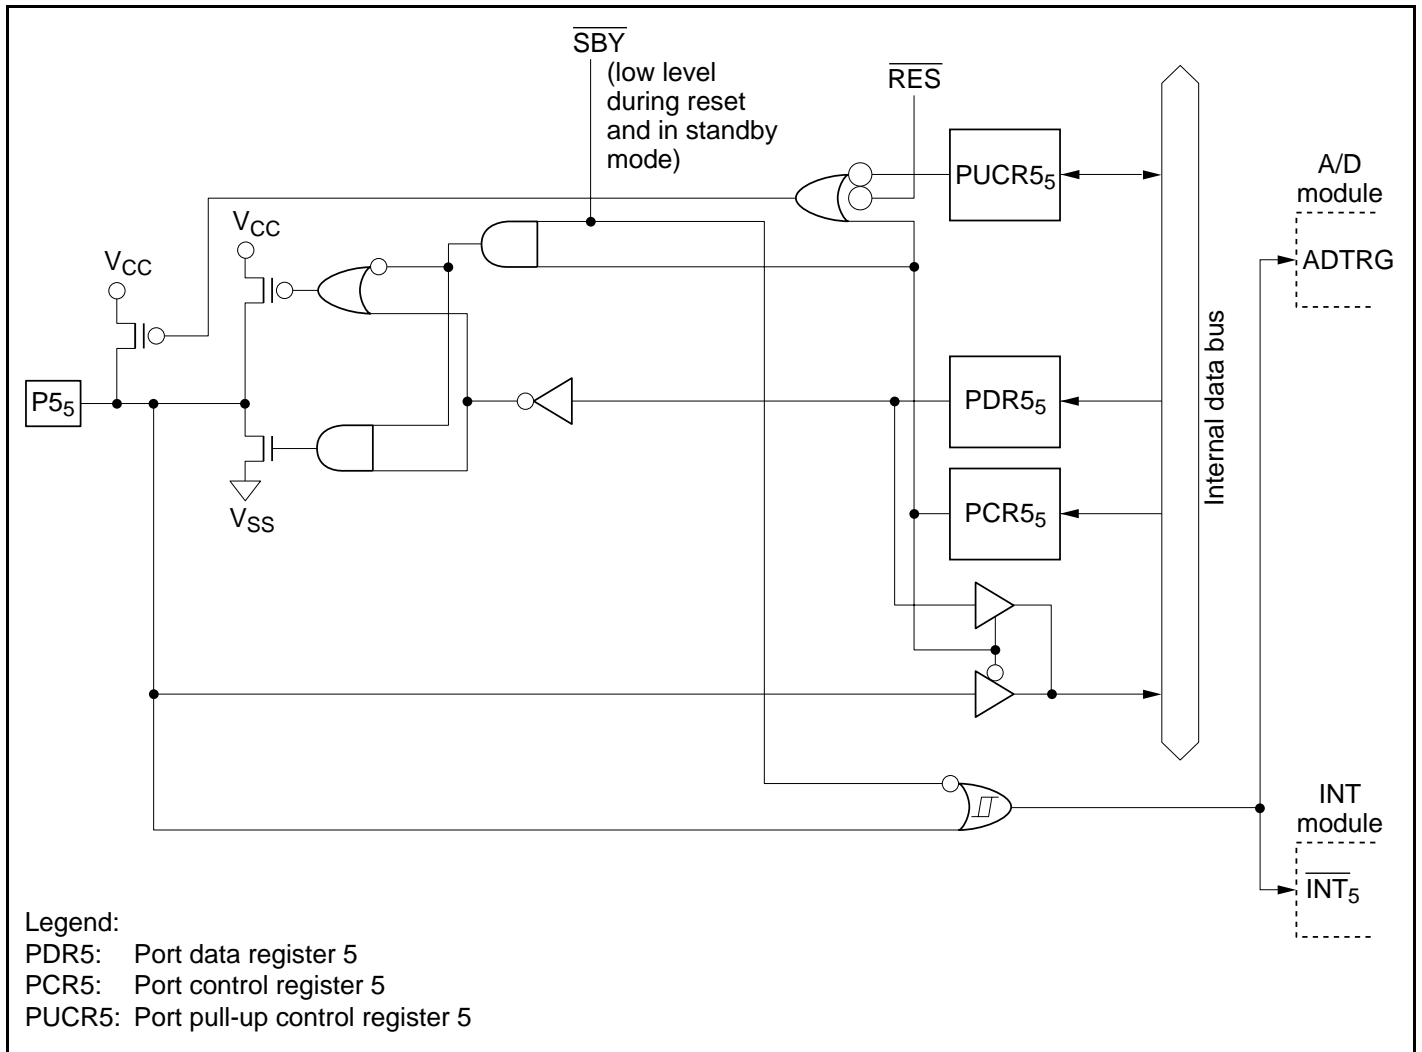 SBY
(low level
during reset
and in standby
mode)
RES
PUCR5₅
A/D
module
ADTRG
V_CC
V_CC
P5₅
V_SS
PDR5₅
PCR5₅
Internal data bus
INT
module
INT₅
Legend:
PDR5: Port data register 5
PCR5: Port control register 5
PUCR5: Port pull-up control register 5